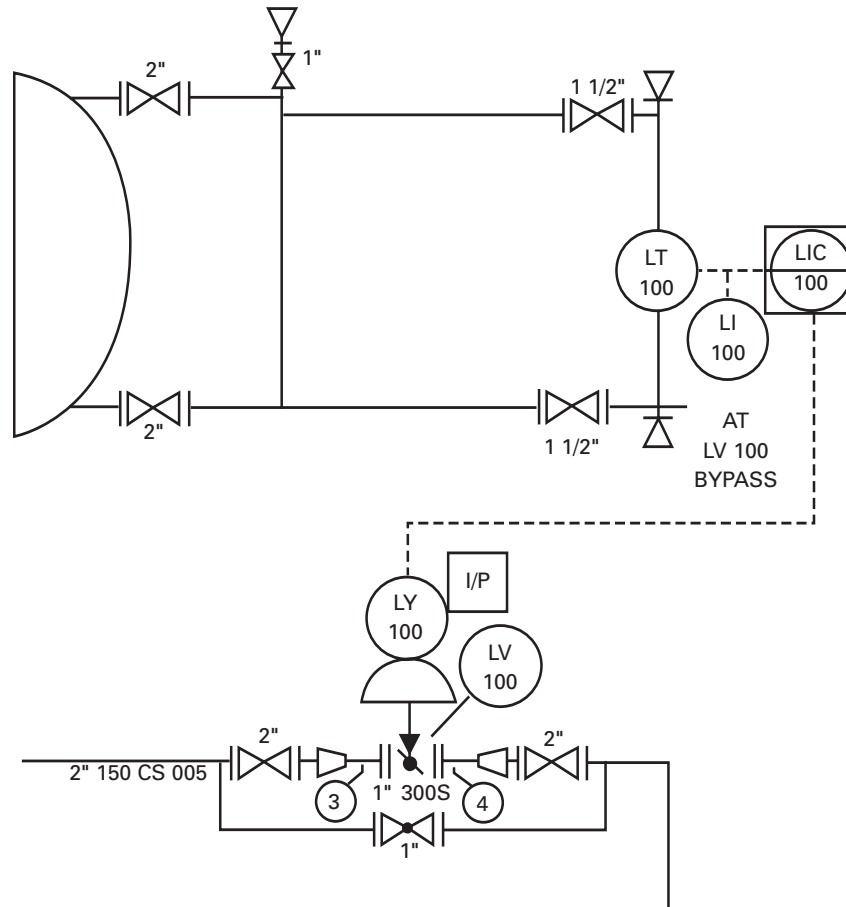 1"
2"
1 1/2"
LT
100
LIC
100
LI
100
2"
1 1/2"
AT
LV 100
BYPASS
I/P
LY
100
LV
100
2"
2"
2" 150 CS 005
3
1" 300S
4
1"